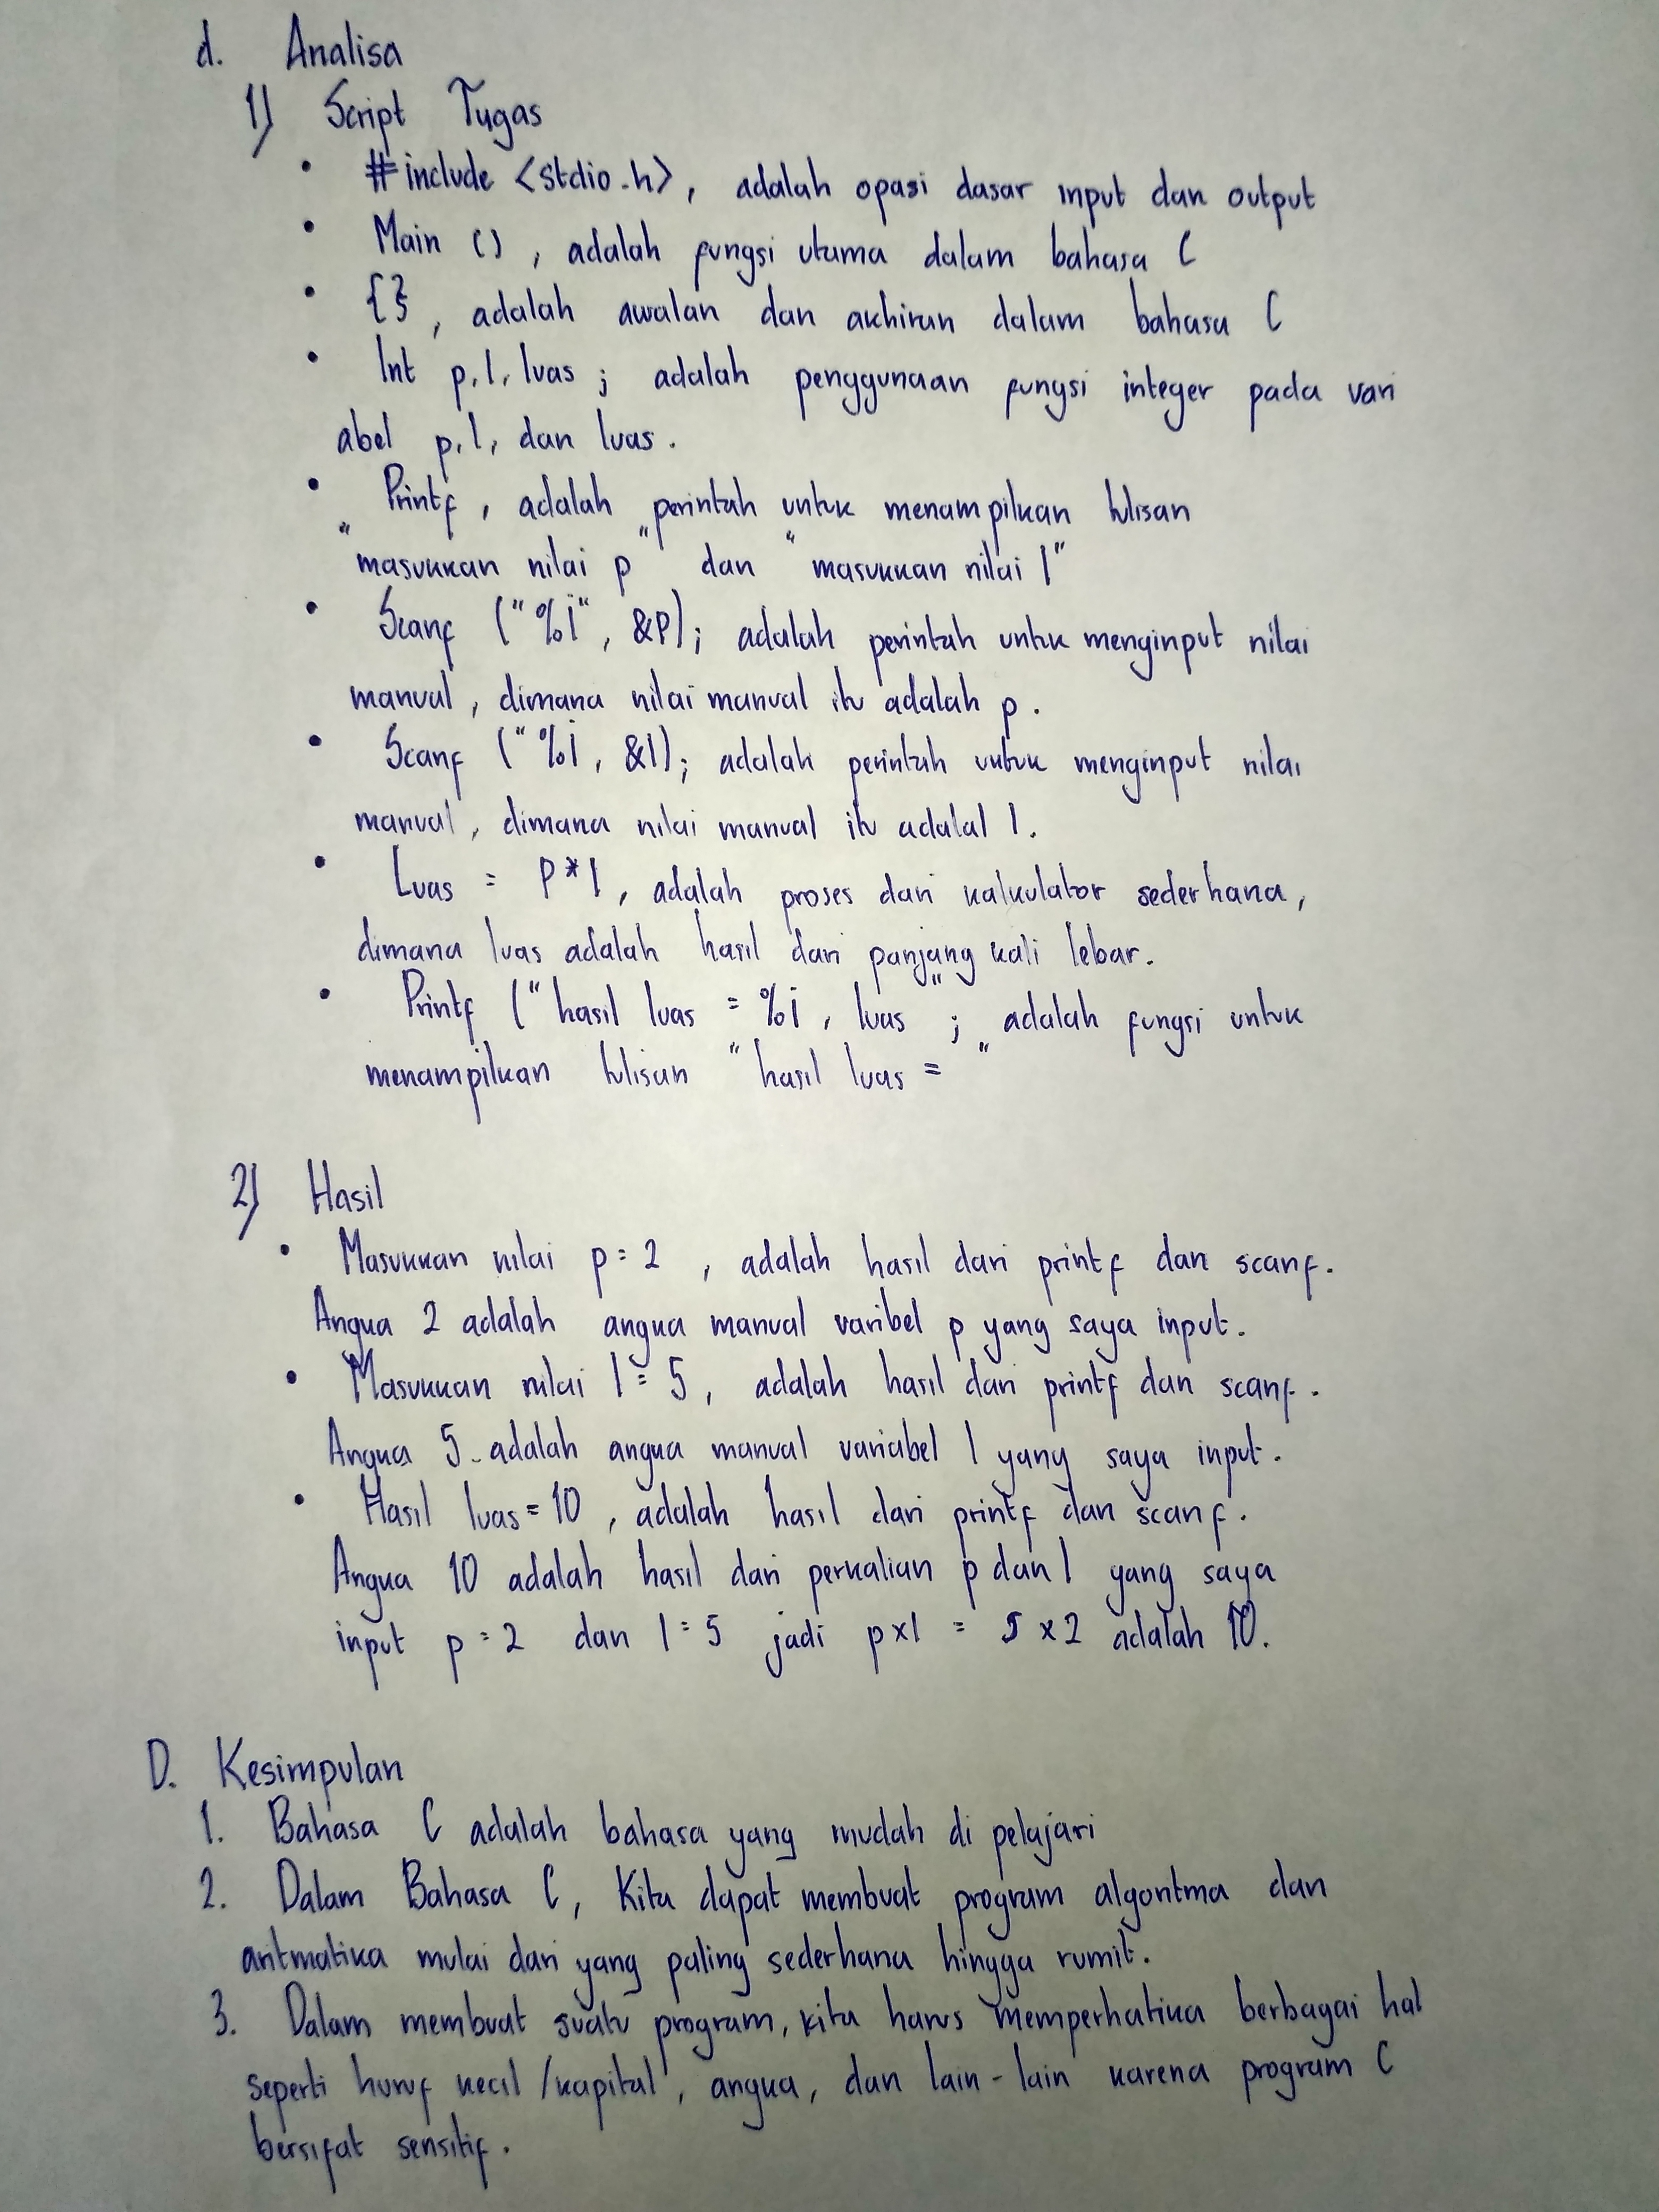 d. Analisa
1) Script Tugas
• #include <stdio.h>, adalah opasi dasar input dan output
• Main (), adalah fungsi utama dalam bahasa C
• {}, adalah awalan dan akhiran dalam bahasa C
• Int p,l, luas ; adalah penggunaan fungsi integer pada vari
abel p,l, dan luas.
• Printf, adalah perintah untuk menampilkan tulisan
"masukkan nilai p" dan "masukkan nilai l"
• Scanf ("%i", &P); adalah perintah untuk menginput nilai
manual, dimana nilai manual itu adalah p.
• Scanf ("%i, &l); adalah perintah untuk menginput nilai
manual, dimana nilai manual itu adalal l.
• Luas = P*l, adalah proses dari kalkulator sederhana,
dimana luas adalah hasil dari panjang kali lebar.
• Printf ("hasil luas = %i, luas"; adalah fungsi untuk
menampilkan tulisan "hasil luas = "
2) Hasil
• Masukkan nilai p = 2, adalah hasil dari printf dan scanf.
Angka 2 adalah angka manual varibel p yang saya input.
• Masukkan nilai l = 5, adalah hasil dari printf dan scanf.
Angka 5 adalah angka manual variabel l yang saya input.
• Hasil luas = 10, adalah hasil dari printf dan scanf.
Angka 10 adalah hasil dari perkalian p dan l yang saya
input p = 2 dan l = 5 jadi p x l = 5 x 2 adalah 10.
D. Kesimpulan
1. Bahasa C adalah bahasa yang mudah di pelajari
2. Dalam Bahasa C, Kita dapat membuat program algoritma dan
aritmatika mulai dari yang paling sederhana hingga rumit.
3. Dalam membuat suatu program, kita harus memperhatika berbagai hal
seperti huruf kecil/kapital, angka, dan lain-lain karena program C
bersifat sensitif.